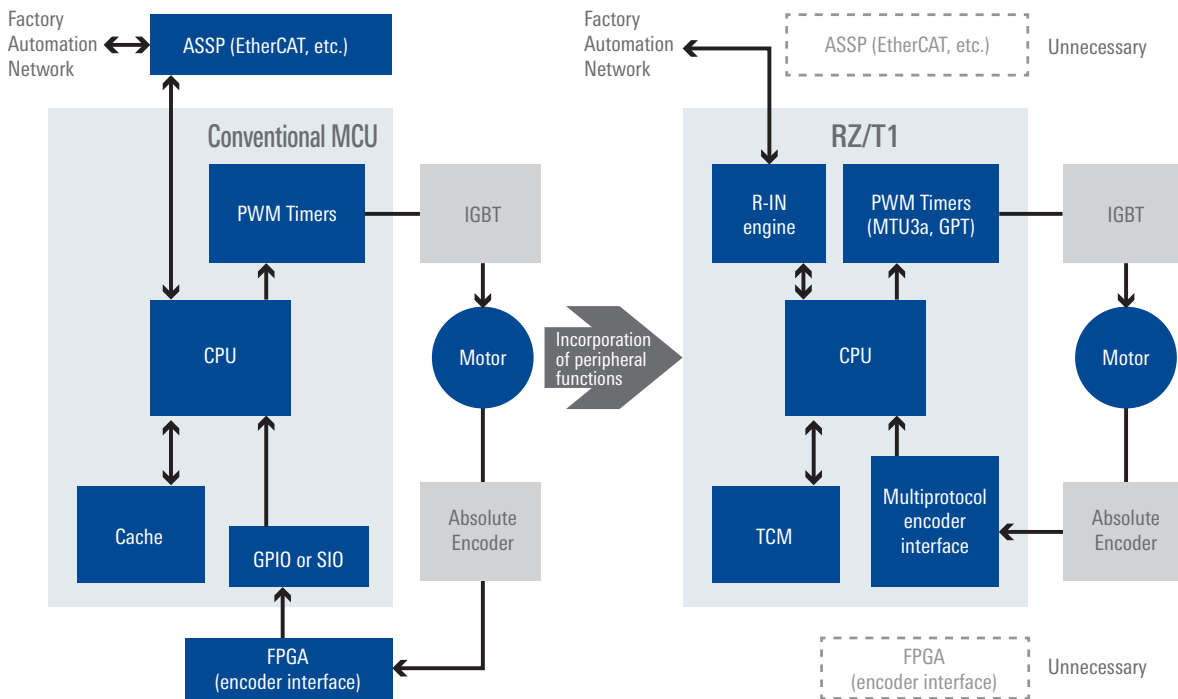 Factory
Automation
Network
ASSP (EtherCAT, etc.)
Conventional MCU
PWM Timers
IGBT
CPU
Motor
Cache
GPIO or SIO
Absolute
Encoder
FPGA
(encoder interface)
Incorporation
of peripheral
functions
Factory
Automation
Network
ASSP (EtherCAT, etc.)
Unnecessary
RZ/T1
R-IN
engine
PWM Timers
(MTU3a, GPT)
IGBT
CPU
Motor
TCM
Multiprotocol
encoder
interface
Absolute
Encoder
FPGA
(encoder interface)
Unnecessary